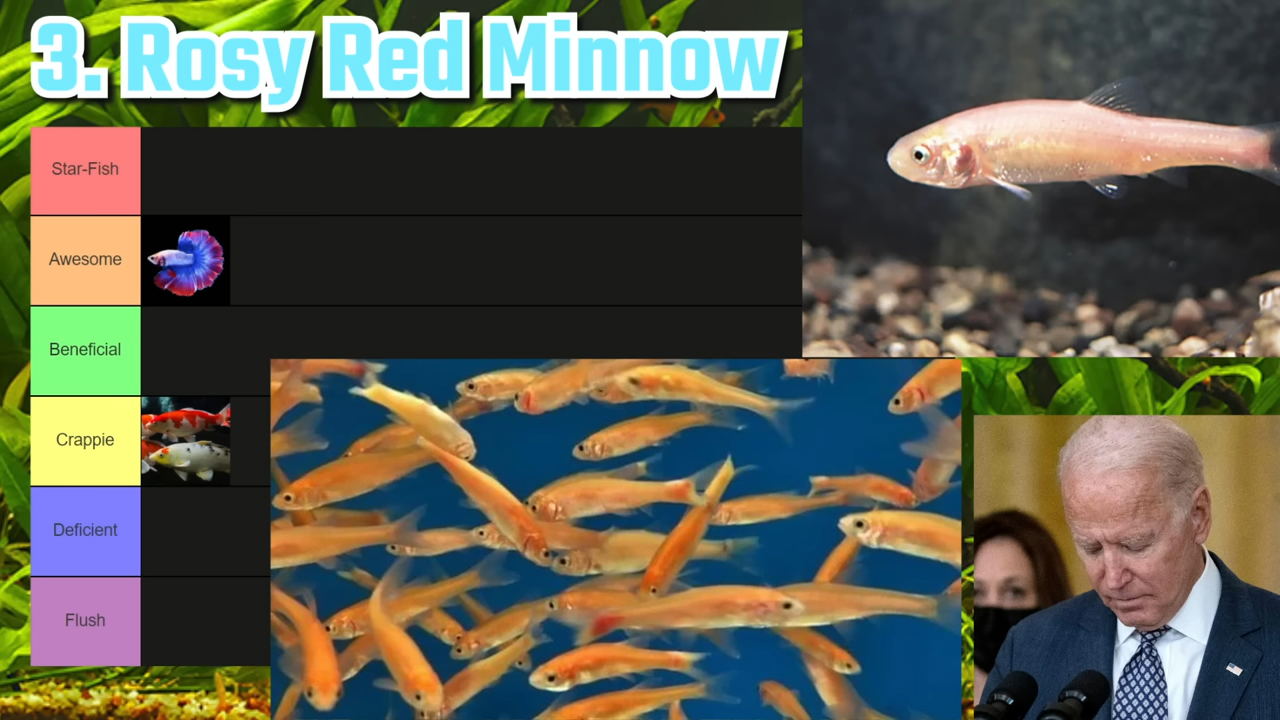 3. Rosy Red Minnow
Star-Fish
Awesome
Beneficial
Crappie
Deficient
Flush